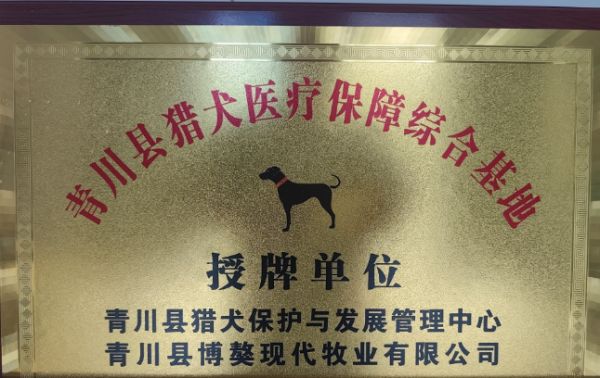 青川县猎犬医疗保障综合基地
授牌单位
青川县猎犬保护与发展管理中心
青川县博獒现代牧业有限公司